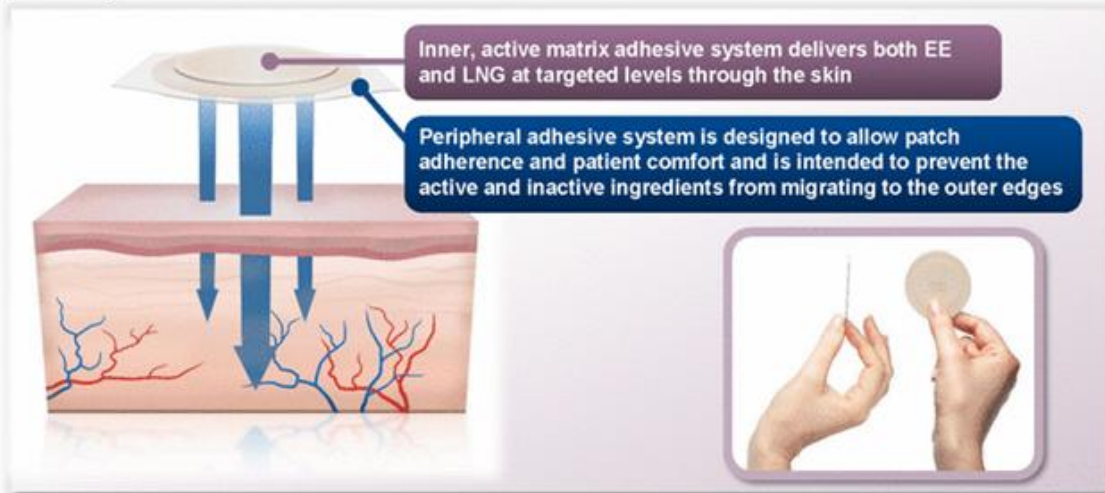 Inner, active matrix adhesive system delivers both EE
and LNG at targeted levels through the skin
Peripheral adhesive system is designed to allow patch
adherence and patient comfort and is intended to prevent the
active and inactive ingredients from migrating to the outer edges